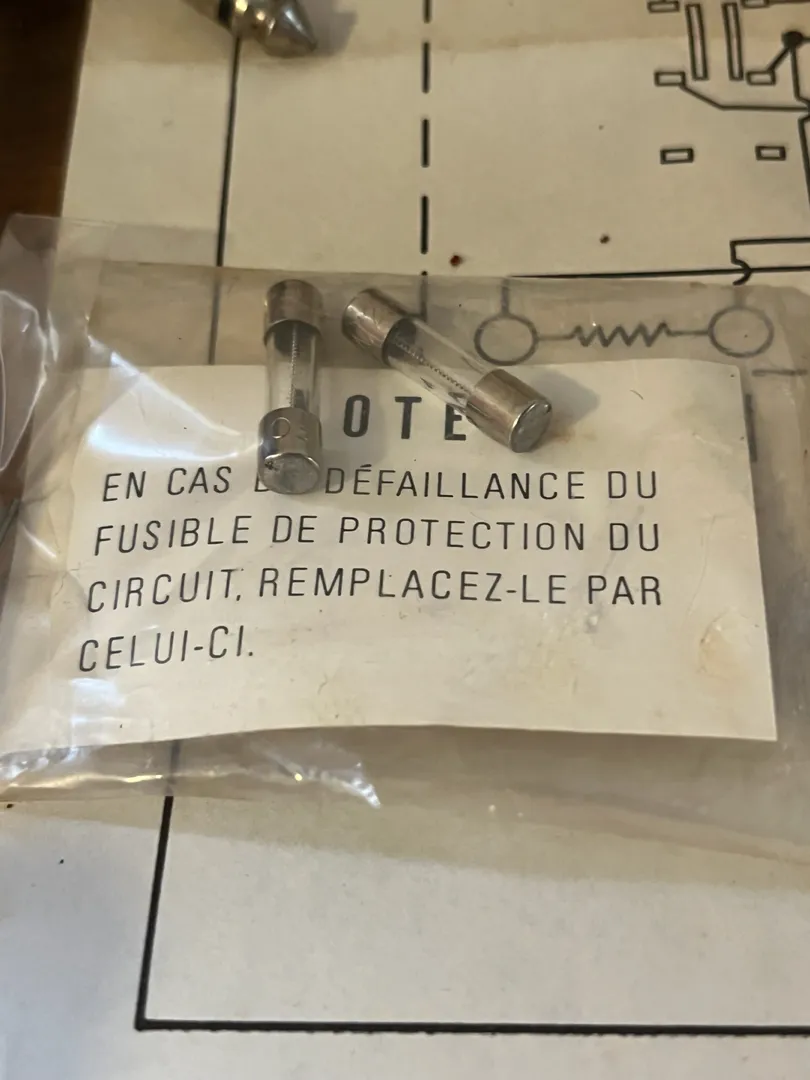 OTE
EN CAS DÉFAILLANCE DU
FUSIBLE DE PROTECTION DU
CIRCUIT, REMPLACEZ-LE PAR
CELUI-CI.